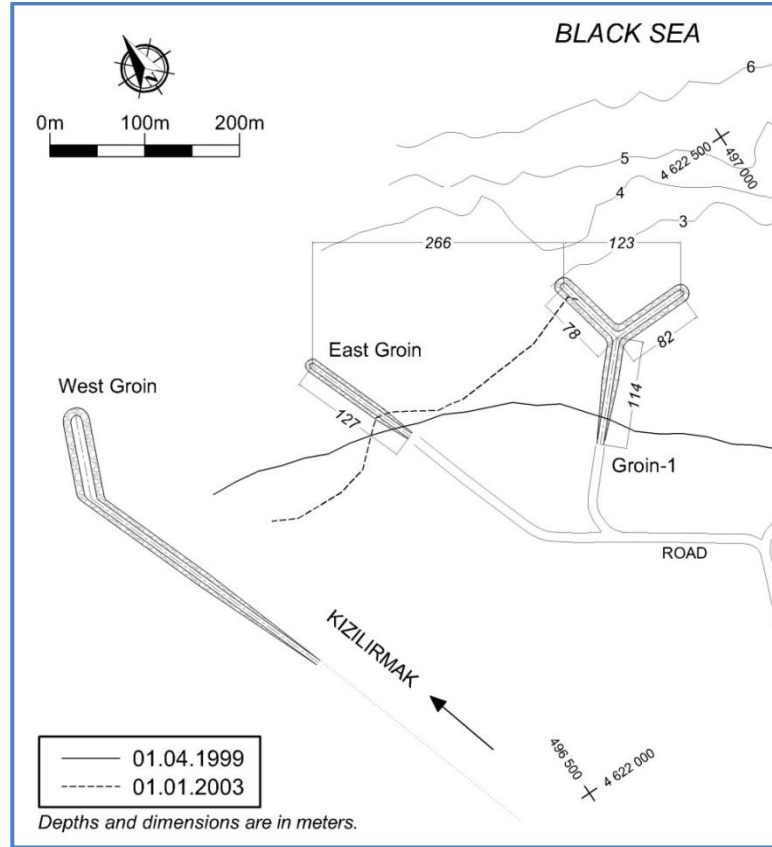 BLACK SEA
N
0m 100m 200m
6
5
4 622 500
497 000
4
3
266
123
78
82
East Groin
114
West Groin
127
Groin-1
ROAD
KIZILIRMAK
496 500
4 622 000
01.04.1999
01.01.2003
Depths and dimensions are in meters.